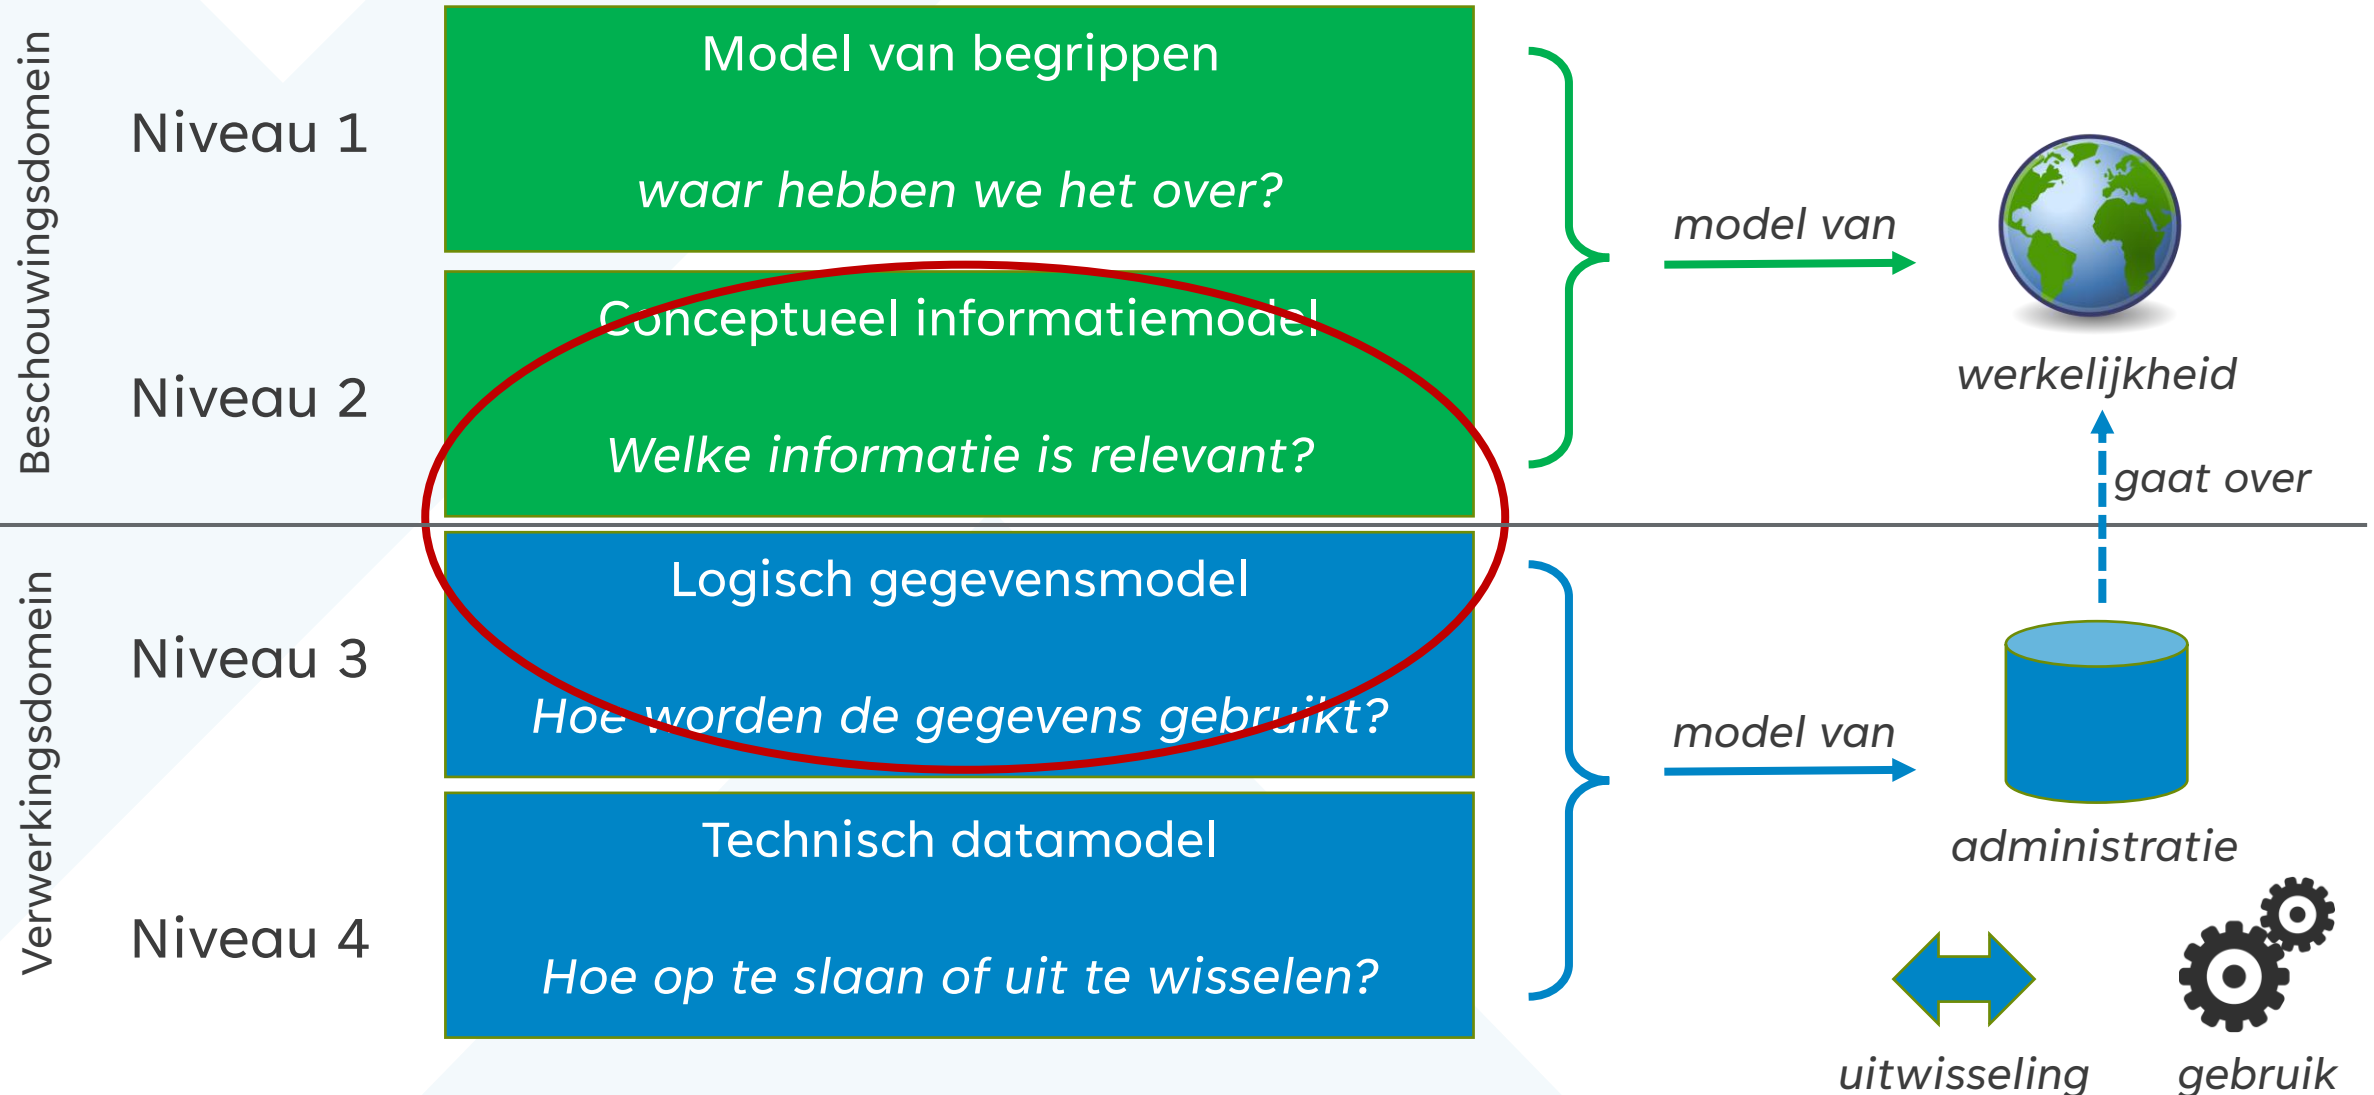 Beschouwingsdomein
Niveau 1
Model van begrippen
waar hebben we het over?
model van
werkelijkheid
Niveau 2
Conceptueel informatiemodel
Welke informatie is relevant?
gaat over
Verwerkingsdomein
Niveau 3
Logisch gegevensmodel
Hoe worden de gegevens gebruikt?
model van
administratie
Niveau 4
Technisch datamodel
Hoe op te slaan of uit te wisselen?
uitwisseling
gebruik